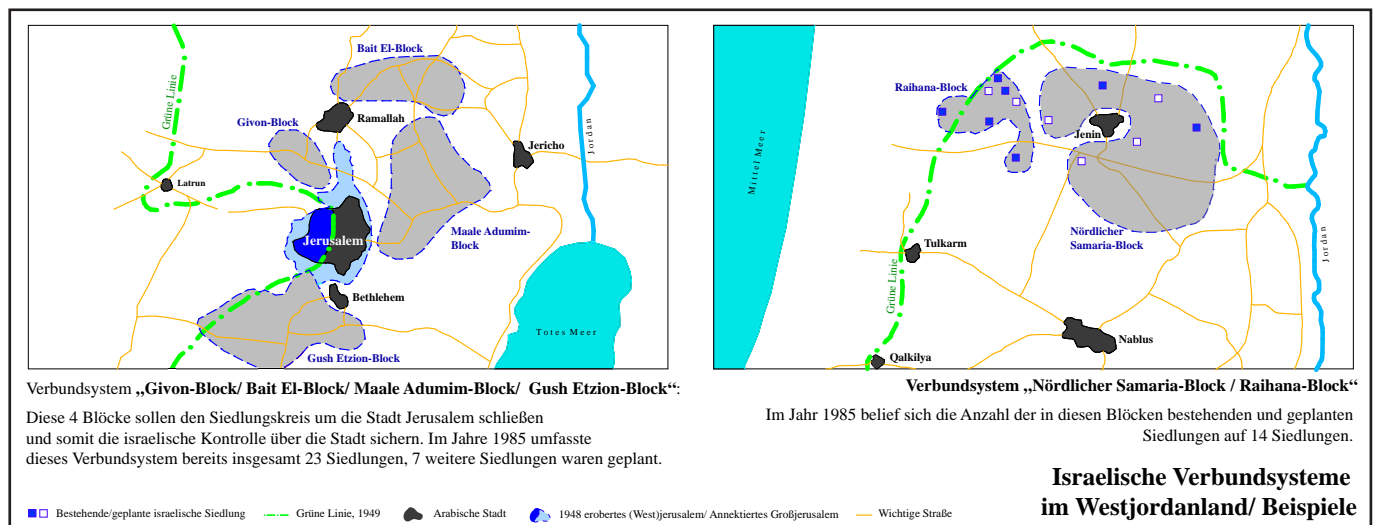 Bait El-Block
Grüne Linie
Ramallah
Givon-Block
Jericho
Jordan
Latrun
Jerusalem
Maale Adumim-
Block
Bethlehem
Totes Meer
Gush Etzion-Block
Raihana-Block
Jenin
Mittel Meer
Nördlicher
Samaria-Block
Tulkarm
Jordan
Grüne Linie
Nablus
Qalkilya
Verbundsystem „Givon-Block/ Bait El-Block/ Maale Adumim-Block/ Gush Etzion-Block“:
Diese 4 Blöcke sollen den Siedlungskreis um die Stadt Jerusalem schließen
und somit die israelische Kontrolle über die Stadt sichern. Im Jahre 1985 umfasste
dieses Verbundsystem bereits insgesamt 23 Siedlungen, 7 weitere Siedlungen waren geplant.
Verbundsystem „Nördlicher Samaria-Block / Raihana-Block“
Im Jahr 1985 belief sich die Anzahl der in diesen Blöcken bestehenden und geplanten
Siedlungen auf 14 Siedlungen.
Israelische Verbundsysteme
im Westjordanland/ Beispiele
Bestehende/geplante israelische Siedlung
Grüne Linie, 1949
Arabische Stadt
1948 erobertes (West)jerusalem/ Annektiertes Großjerusalem
Wichtige Straße